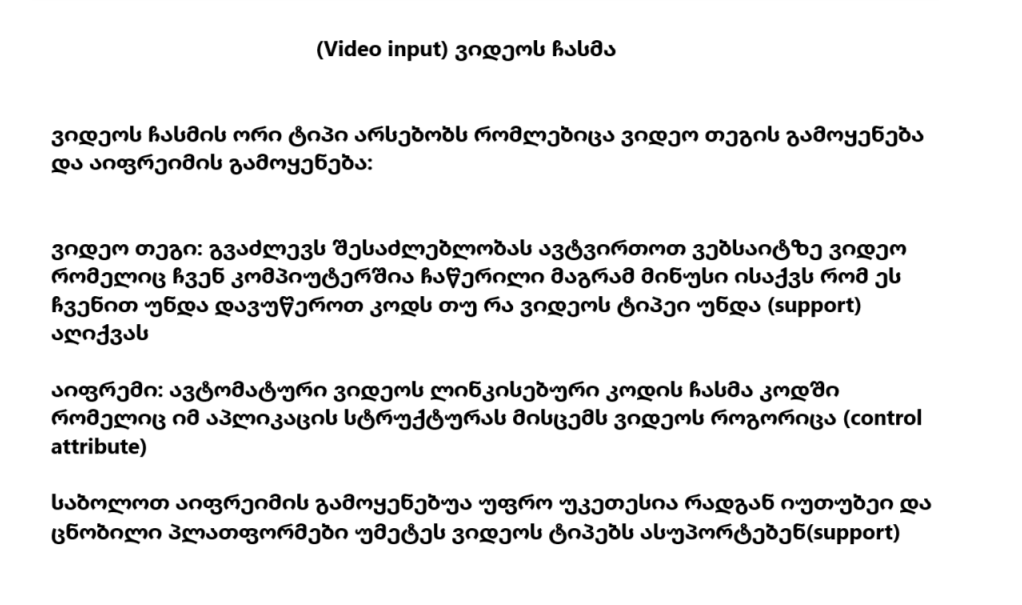 (Video input) ვიდეოს ჩასმა
ვიდეოს ჩასმის ორი ტიპი არსებობს რომლებიცა ვიდეო თეგის გამოყენება
და აიფრეიმის გამოყენება:
ვიდეო თეგი: გვაძლევს შესაძლებლობას ავტვირთოთ ვებსაიტზე ვიდეო
რომელიც ჩვენ კომპიუტერშია ჩაწერილი მაგრამ მინუსი ისაქვს რომ ეს
ჩვენით უნდა დავუწეროთ კოდს თუ რა ვიდეოს ტიპეი უნდა (support)
აღიქვას
აიფრემი: ავტომატური ვიდეოს ლინკისებური კოდის ჩასმა კოდში
რომელიც იმ აპლიკაცის სტრუქტურას მისცემს ვიდეოს როგორიცა (control
attribute)
საბოლოთ აიფრეიმის გამოყენებუა უფრო უკეთესია რადგან იუთუბეი და
ცნობილი პლათფორმები უმეტეს ვიდეოს ტიპებს ასუპორტებენ(support)